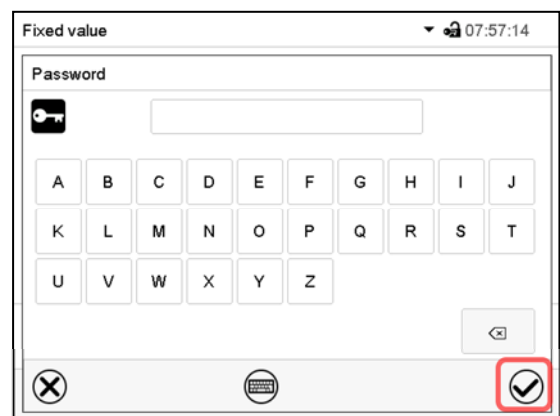 Fixed value 07:57:14
Password
A B C D E F G H I J
K L M N O P Q R S T
U V W X Y Z